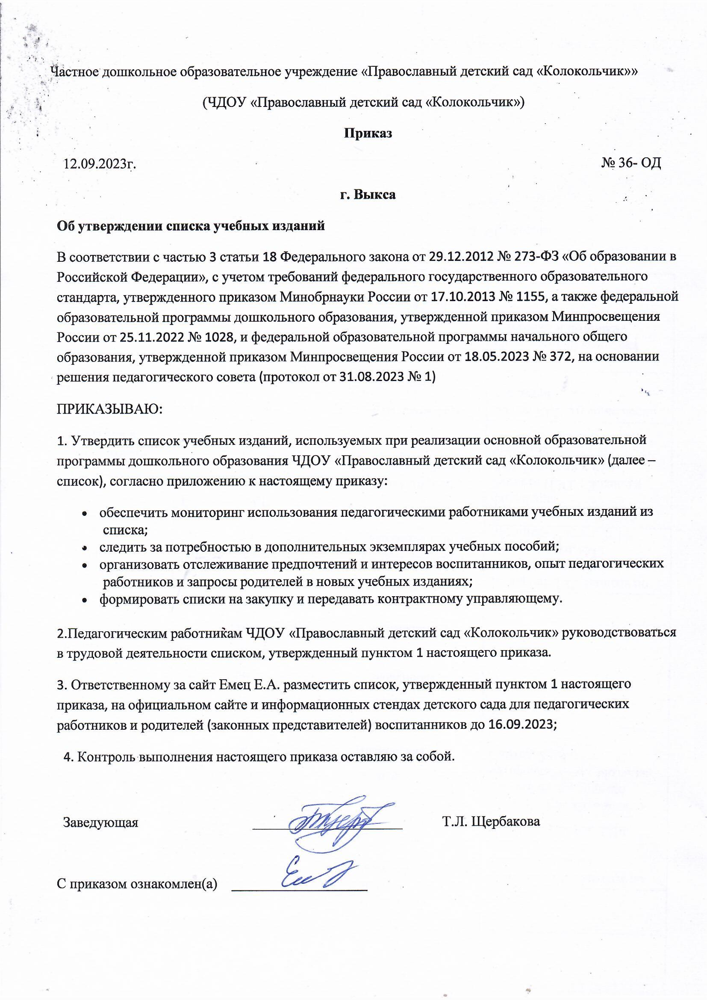 Частное дошкольное образовательное учреждение «Православный детский сад «Колокольчик»»
(ЧДОУ «Православный детский сад «Колокольчик»)
Приказ
12.09.2023г. № 36- ОД
г. Выкса
Об утверждении списка учебных изданий
В соответствии с частью 3 статьи 18 Федерального закона от 29.12.2012 № 273-ФЗ «Об образовании в
Российской Федерации», с учетом требований федерального государственного образовательного
стандарта, утвержденного приказом Минобрнауки России от 17.10.2013 № 1155, а также федеральной
образовательной программы дошкольного образования, утвержденной приказом Минпросвещения
России от 25.11.2022 № 1028, и федеральной образовательной программы начального общего
образования, утвержденной приказом Минпросвещения России от 18.05.2023 № 372, на основании
решения педагогического совета (протокол от 31.08.2023 № 1)
ПРИКАЗЫВАЮ:
1. Утвердить список учебных изданий, используемых при реализации основной образовательной
программы дошкольного образования ЧДОУ «Православный детский сад «Колокольчик» (далее –
список), согласно приложению к настоящему приказу:
• обеспечить мониторинг использования педагогическими работниками учебных изданий из
списка;
• следить за потребностью в дополнительных экземплярах учебных пособий;
• организовать отслеживание предпочтений и интересов воспитанников, опыт педагогических
работников и запросы родителей в новых учебных изданиях;
• формировать списки на закупку и передавать контрактному управляющему.
2.Педагогическим работникам ЧДОУ «Православный детский сад «Колокольчик» руководствоваться
в трудовой деятельности списком, утвержденный пунктом 1 настоящего приказа.
3. Ответственному за сайт Емец Е.А. разместить список, утвержденный пунктом 1 настоящего
приказа, на официальном сайте и информационных стендах детского сада для педагогических
работников и родителей (законных представителей) воспитанников до 16.09.2023;
4. Контроль выполнения настоящего приказа оставляю за собой.
Заведующая Т.Л. Щербакова
С приказом ознакомлен(а)